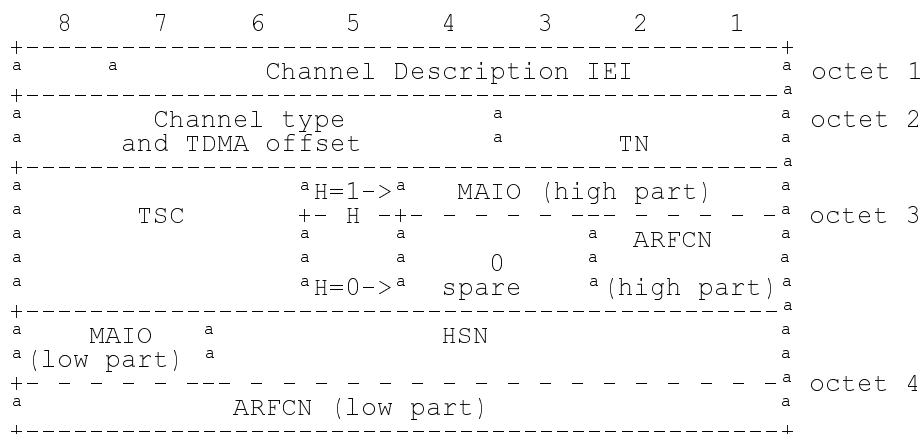 8 7 6 5 4 3 2 1
+---------------------------------------+
a a Channel Description IEI a octet 1
+---------------------------------------a
a Channel type a a octet 2
a and TDMA offset a TN a
+---------------------------------------a
a aH=1->a MAIO (high part) a
a TSC +- H -+- - - - - -- - - - -a octet 3
a a a a ARFCN a
a a a 0 a a
a aH=0->a spare a(high part)a
+---------------------------------------a
a MAIO a HSN a
a(low part) a a
+- - - - - -- - - - - - - - - - - - - - -a octet 4
a ARFCN (low part) a
+---------------------------------------+